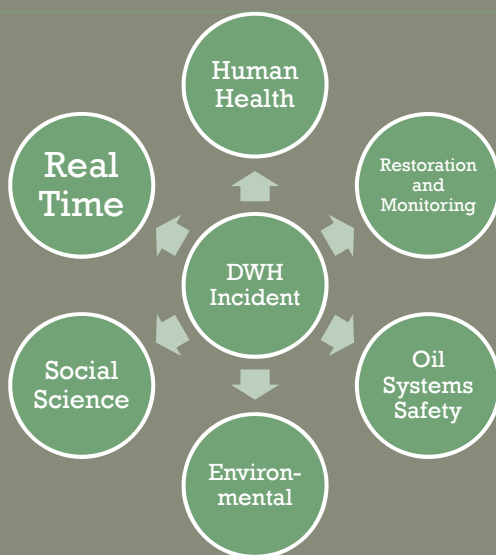 Human
Health
Real
Time
Restoration
and
Monitoring
DWH
Incident
Social
Science
Oil
Systems
Safety
Environ-
mental